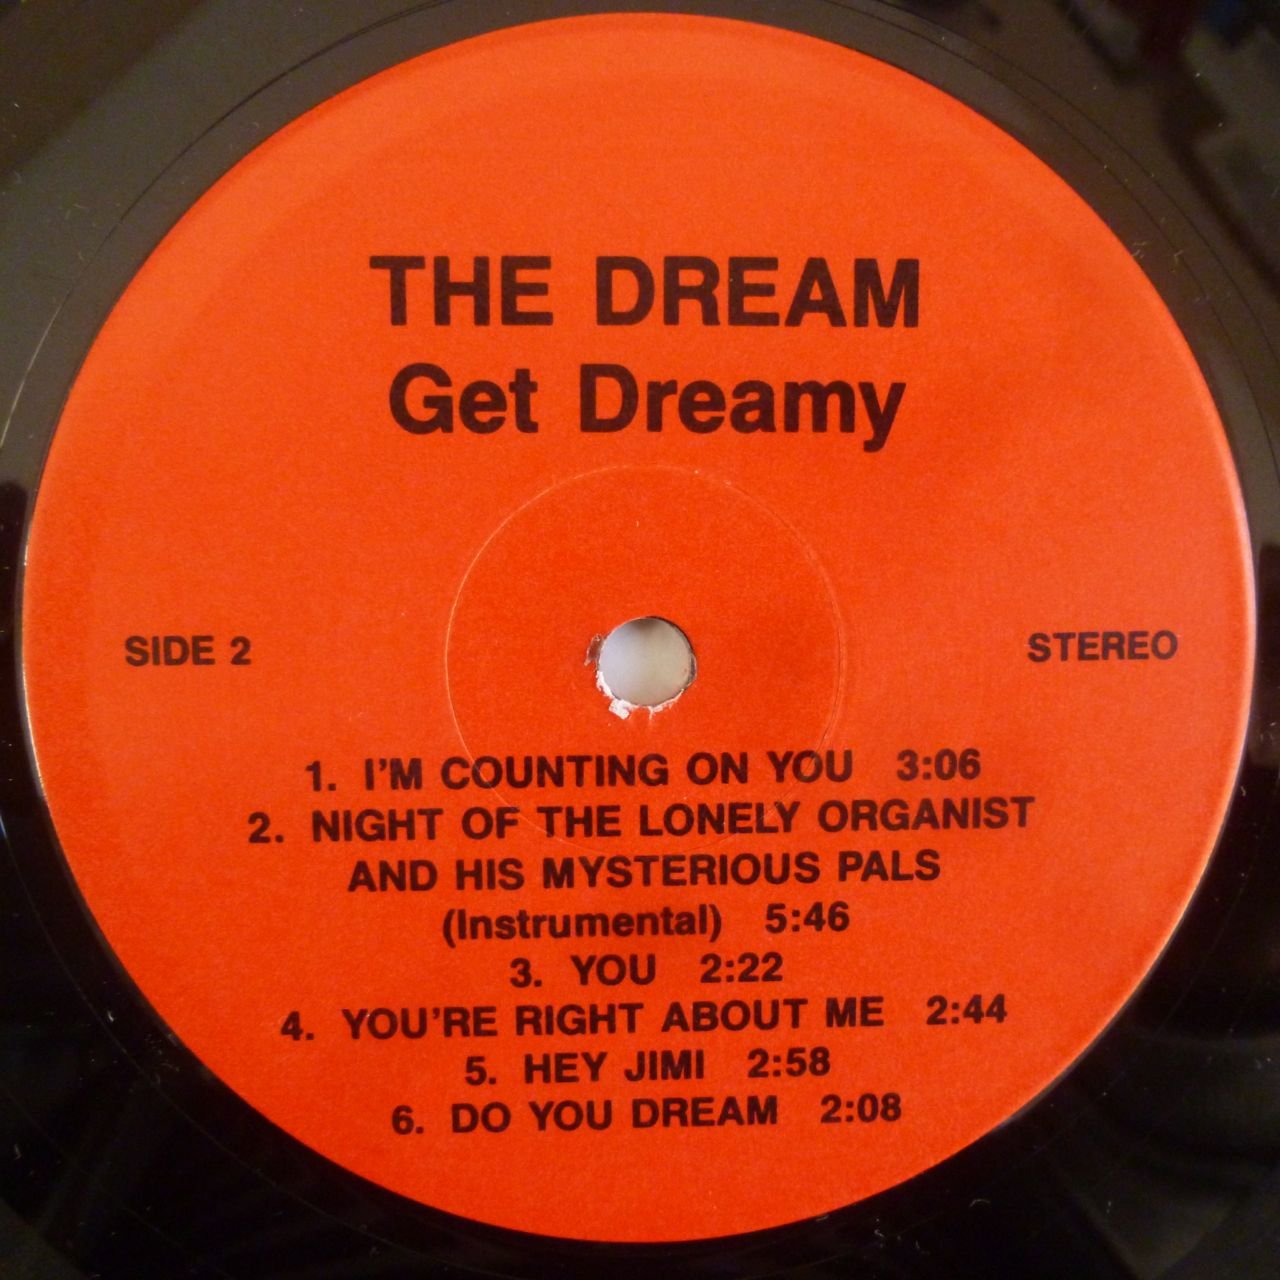 THE DREAM
Get Dreamy
SIDE 2
STEREO
1. I'M COUNTING ON YOU 3:06
2. NIGHT OF THE LONELY ORGANIST
AND HIS MYSTERIOUS PALS
(Instrumental) 5:46
3. YOU 2:22
4. YOU'RE RIGHT ABOUT ME 2:44
5. HEY JIMI 2:58
6. DO YOU DREAM 2:08